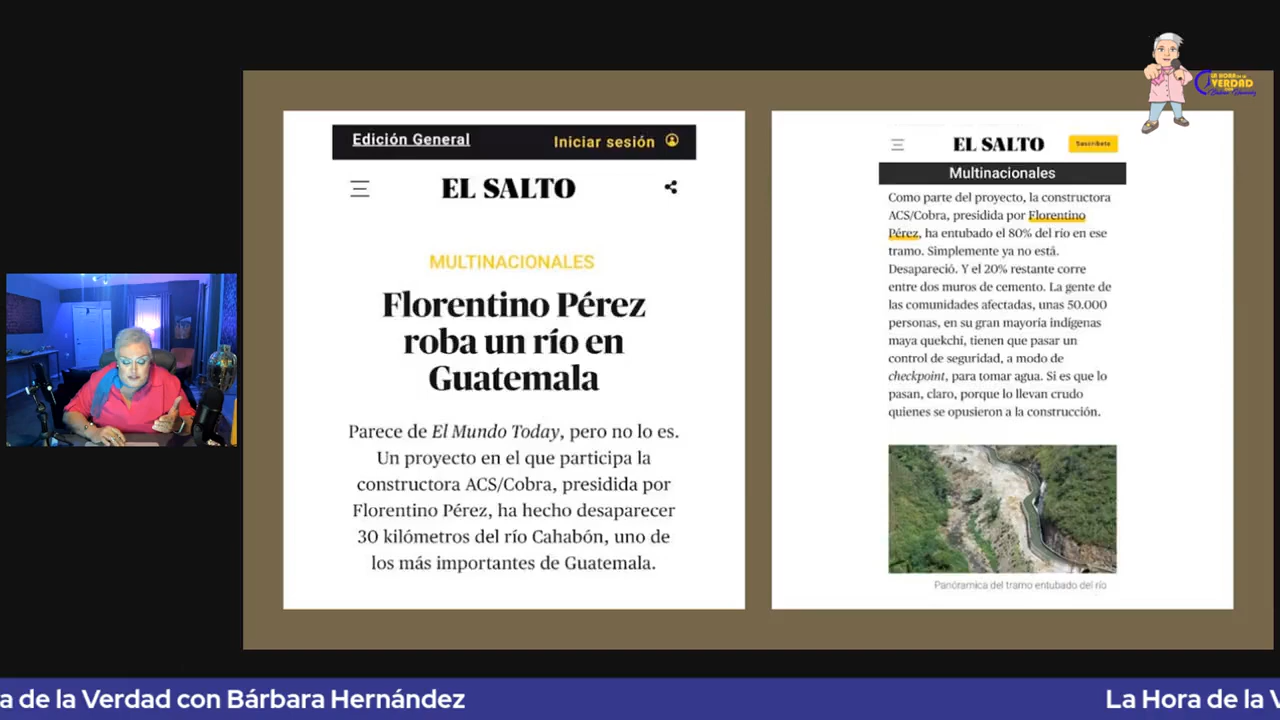 LA HORA DE LA
VERDAD
CON
Bárbara Hernández
Edición General
Iniciar sesión
EL SALTO
MULTINACIONALES
Florentino Pérez
roba un río en
Guatemala
Parece de El Mundo Today, pero no lo es.
Un proyecto en el que participa la
constructora ACS/Cobra, presidida por
Florentino Pérez, ha hecho desaparecer
30 kilómetros del río Cahabón, uno de
los más importantes de Guatemala.
EL SALTO
Suscríbete
Multinacionales
Como parte del proyecto, la constructora
ACS/Cobra, presidida por Florentino
Pérez, ha entubado el 80% del río en ese
tramo. Simplemente ya no está.
Desapareció. Y el 20% restante corre
entre dos muros de cemento. La gente de
las comunidades afectadas, unas 50.000
personas, en su gran mayoría indígenas
maya quekchí, tienen que pasar un
control de seguridad, a modo de
checkpoint, para tomar agua. Si es que lo
pasan, claro, porque lo llevan crudo
quienes se opusieron a la construcción.
Panóramica del tramo entubado del río
a de la Verdad con Bárbara Hernández
La Hora de la V